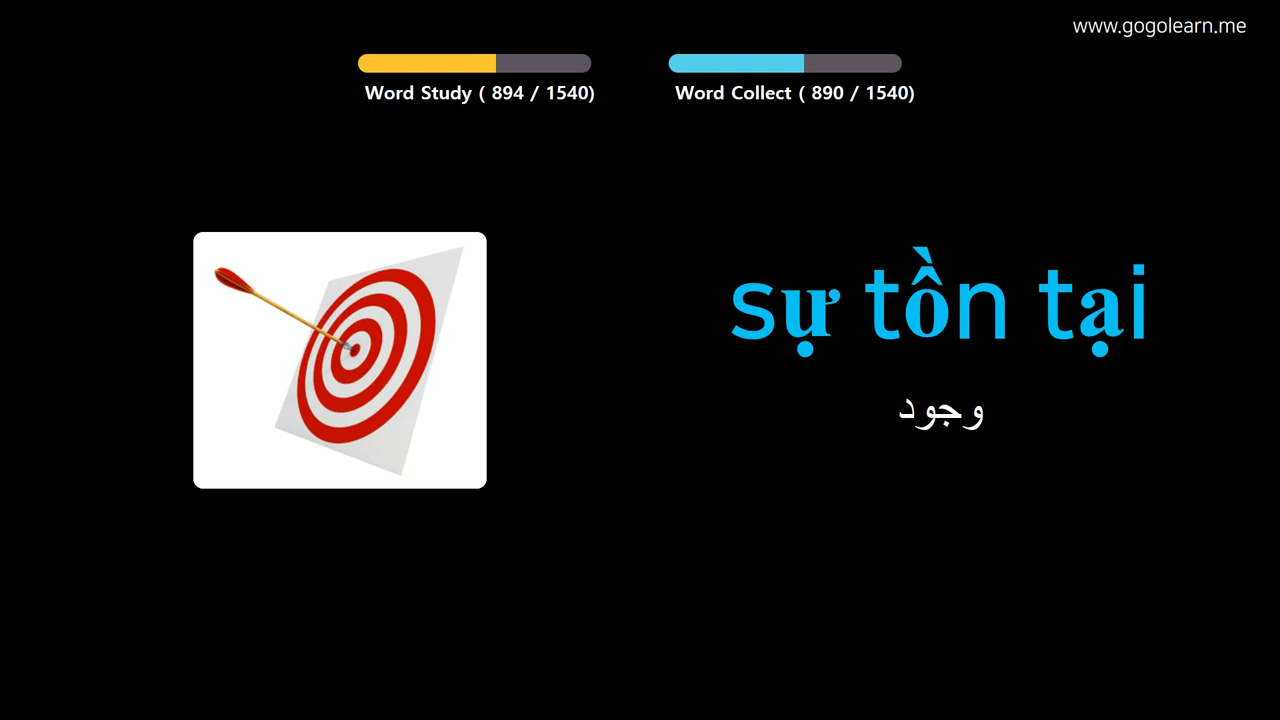 www.gogolearn.me
Word Study ( 894 / 1540)
Word Collect ( 890 / 1540)
sự tồn tại
وجود